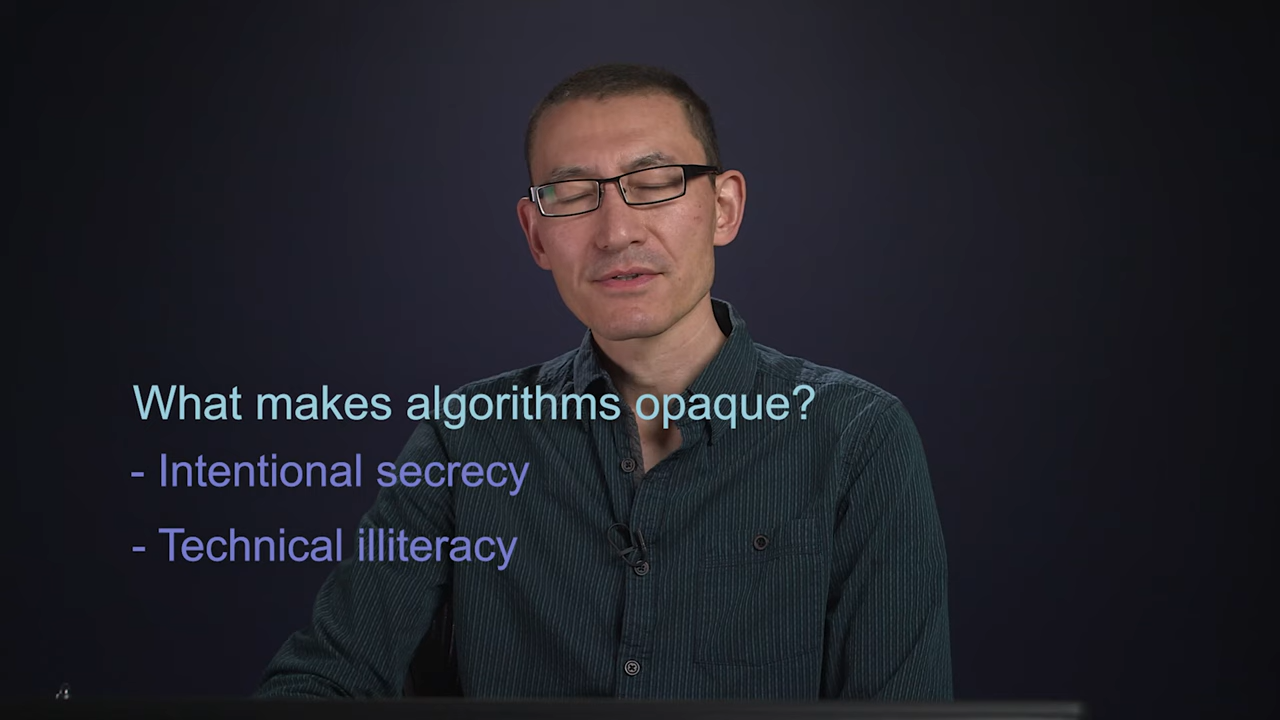 What makes algorithms opaque?
- Intentional secrecy
- Technical illiteracy